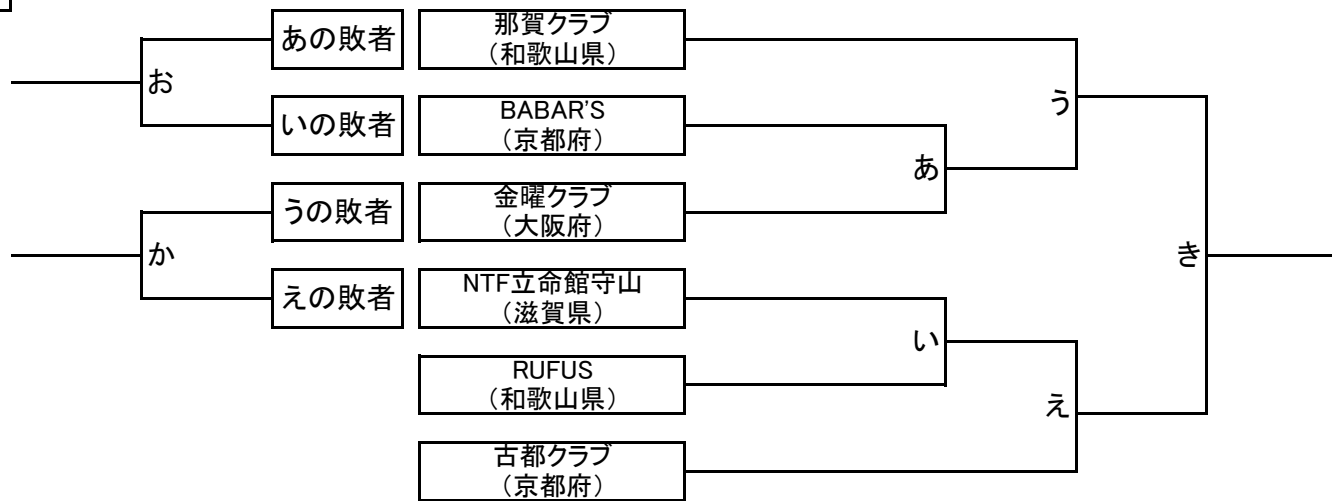 あの敗者
那賀クラブ
（和歌山県）
お
う
いの敗者
BABAR'S
（京都府）
あ
うの敗者
金曜クラブ
（大阪府）
か
き
えの敗者
NTF立命館守山
（滋賀県）
い
RUFUS
（和歌山県）
え
古都クラブ
（京都府）